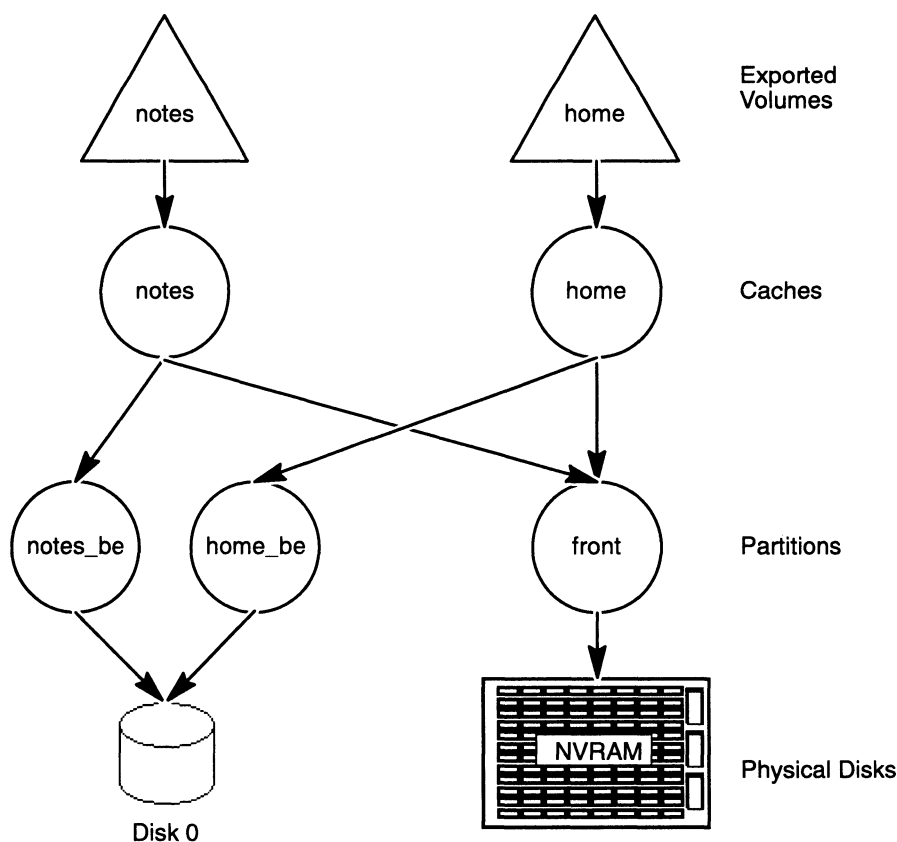 Exported
Volumes
notes
home
notes
home
Caches
notes_be
home_be
front
Partitions
NVRAM
Physical Disks
Disk 0